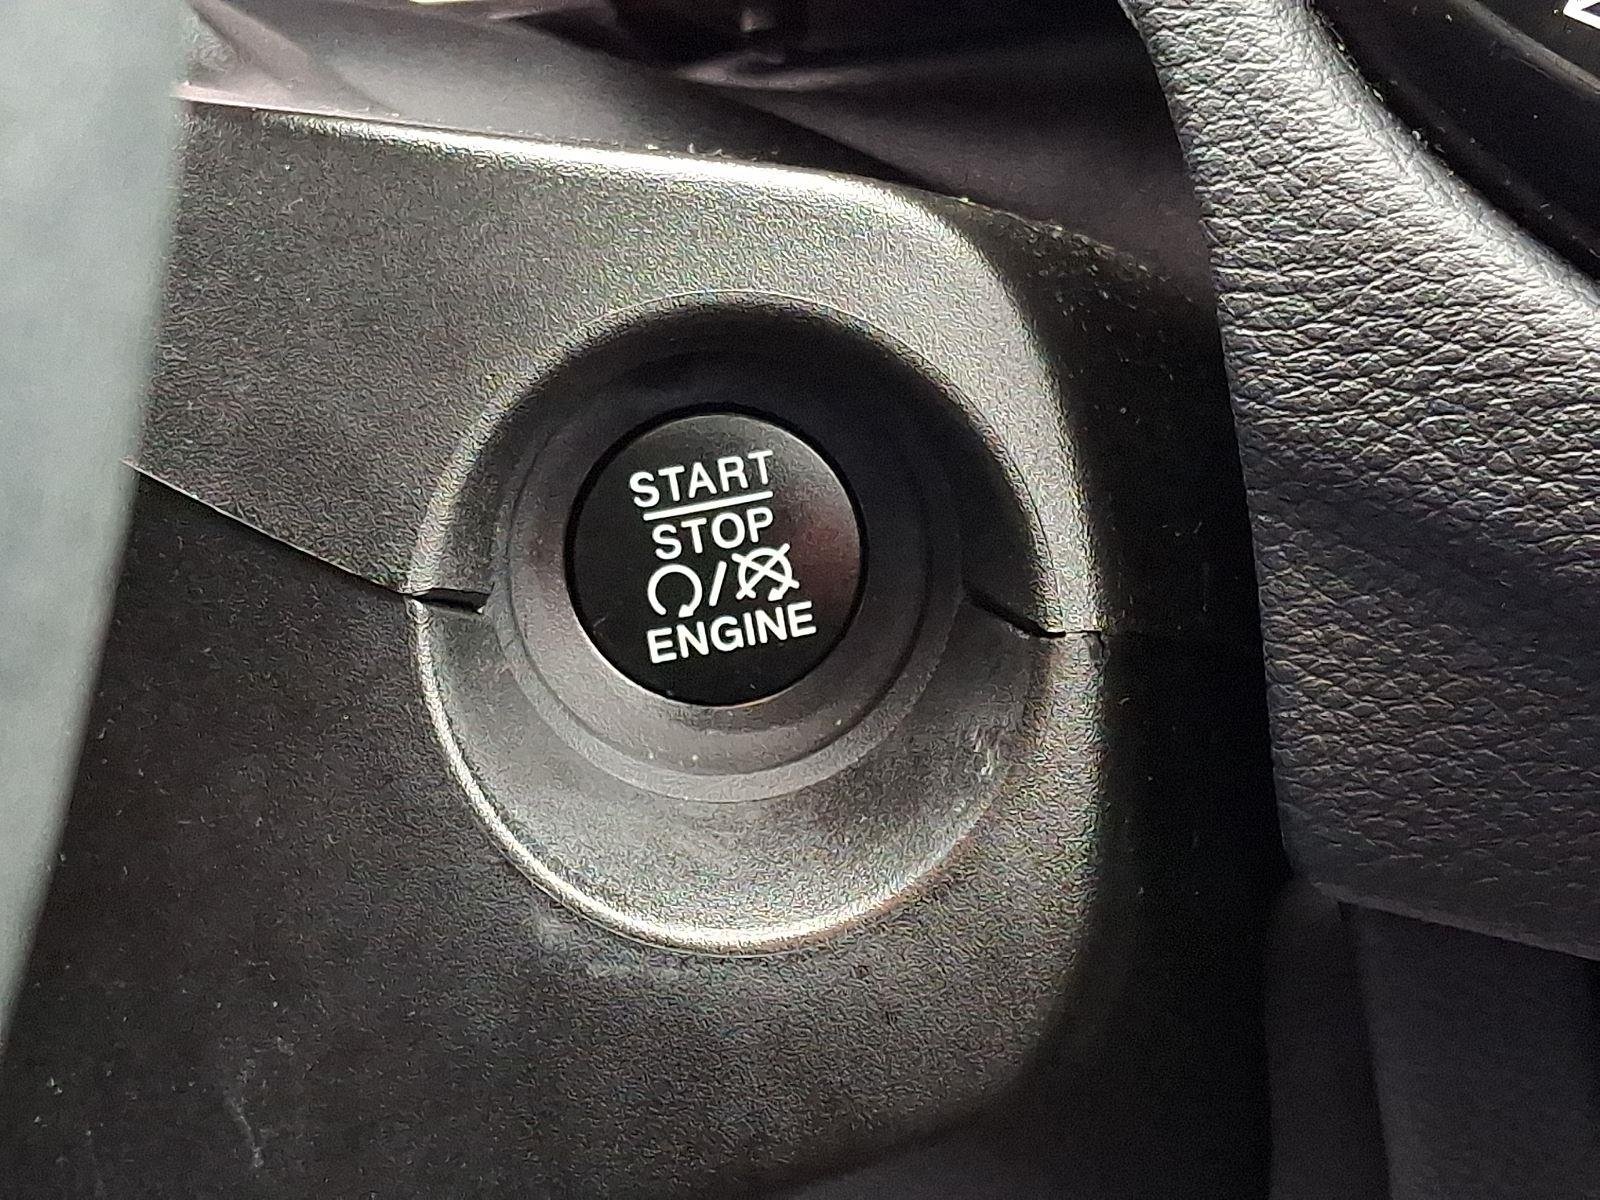 START
STOP
/
ENGINE